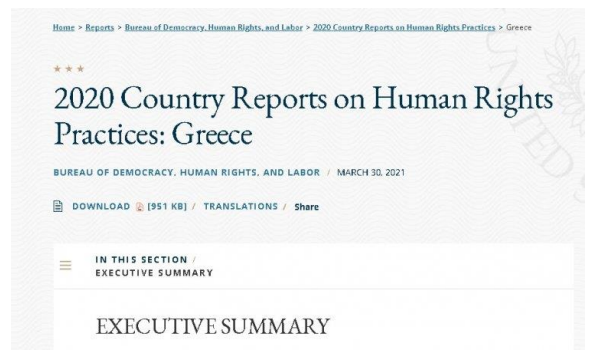 Home > Reports > Bureau of Democracy, Human Rights, and Labor > 2020 Country Reports on Human Rights Practices > Greece
2020 Country Reports on Human Rights
Practices: Greece
BUREAU OF DEMOCRACY, HUMAN RIGHTS, AND LABOR / MARCH 30, 2021
DOWNLOAD [951 KB] / TRANSLATIONS / Share
IN THIS SECTION /
EXECUTIVE SUMMARY
EXECUTIVE SUMMARY
UNITED S